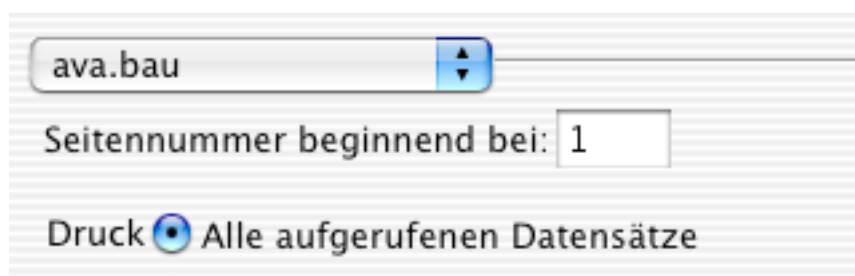 ava.bau
Seitennummer beginnend bei: 1
Druck Alle aufgerufenen Datensätze